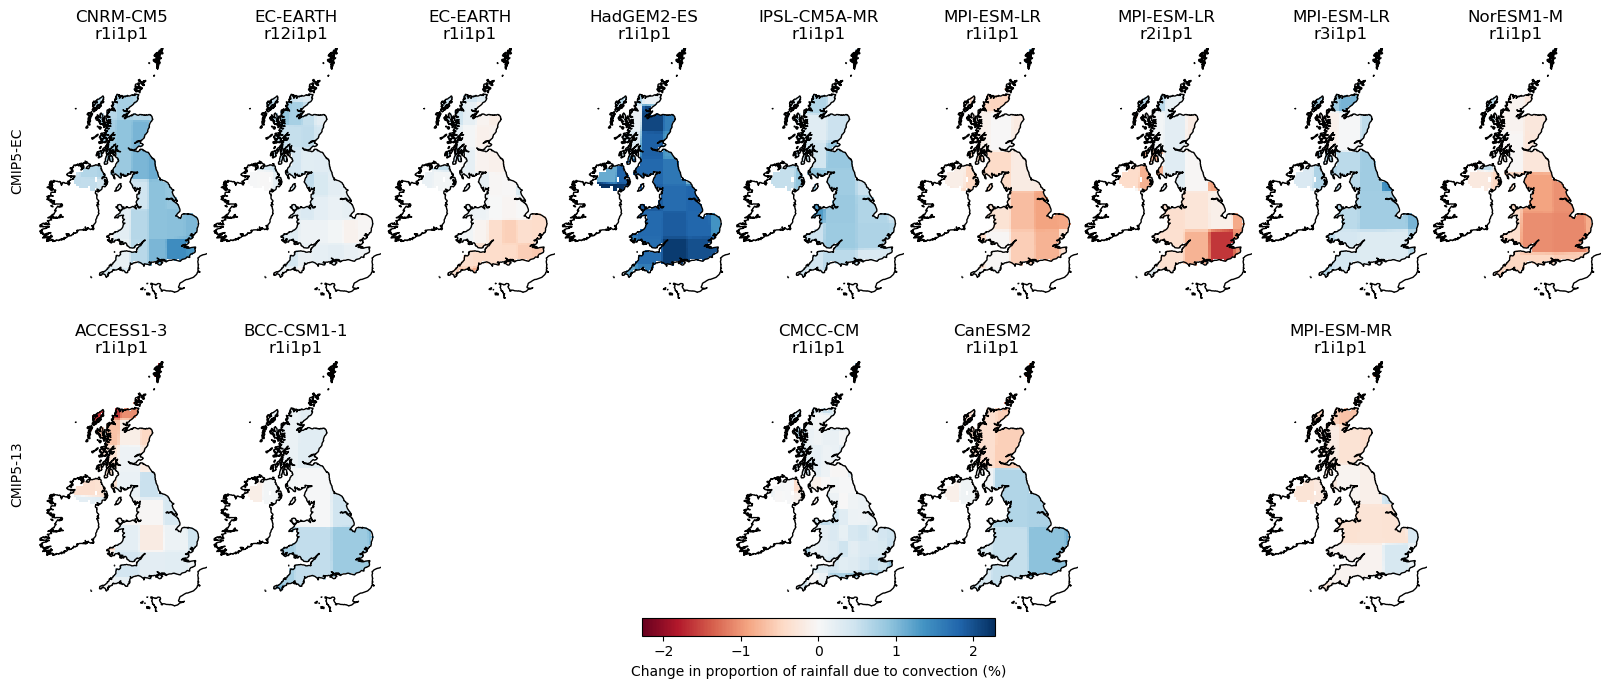 CNRM-CM5
r1i1p1
EC-EARTH
r12i1p1
EC-EARTH
r1i1p1
HadGEM2-ES
r1i1p1
IPSL-CM5A-MR
r1i1p1
MPI-ESM-LR
r1i1p1
MPI-ESM-LR
r2i1p1
MPI-ESM-LR
r3i1p1
NorESM1-M
r1i1p1
CMIP5-EC
ACCESS1-3
r1i1p1
BCC-CSM1-1
r1i1p1
CMCC-CM
r1i1p1
CanESM2
r1i1p1
MPI-ESM-MR
r1i1p1
CMIP5-13
−2 −1 0 1 2
Change in proportion of rainfall due to convection (%)